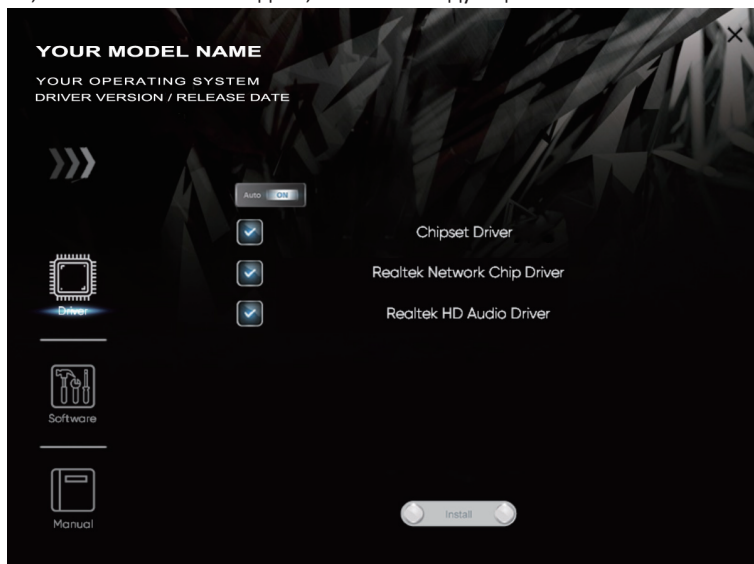 YOUR MODEL NAME
YOUR OPERATING SYSTEM
DRIVER VERSION / RELEASE DATE
Auto ON
Chipset Driver
Realtek Network Chip Driver
Realtek HD Audio Driver
Driver
Software
Manual
Install